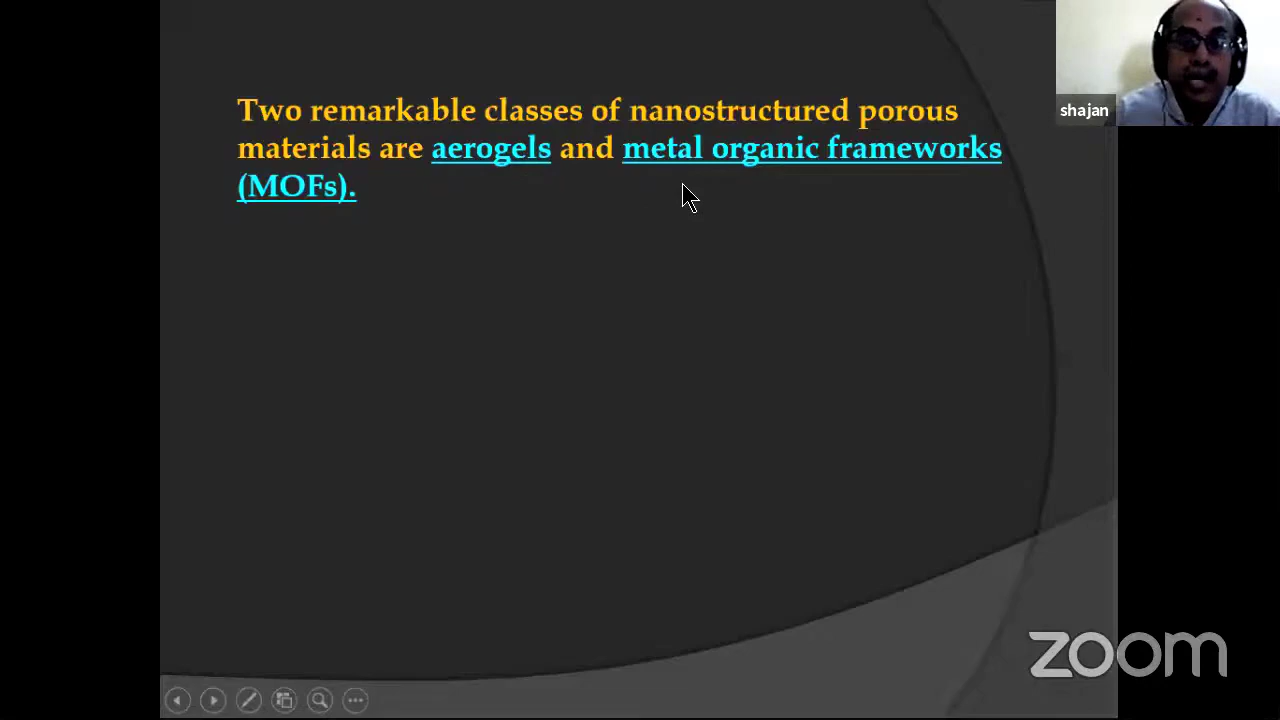 Two remarkable classes of nanostructured porous
materials are aerogels and metal organic frameworks
(MOFs).
shajan
zoom